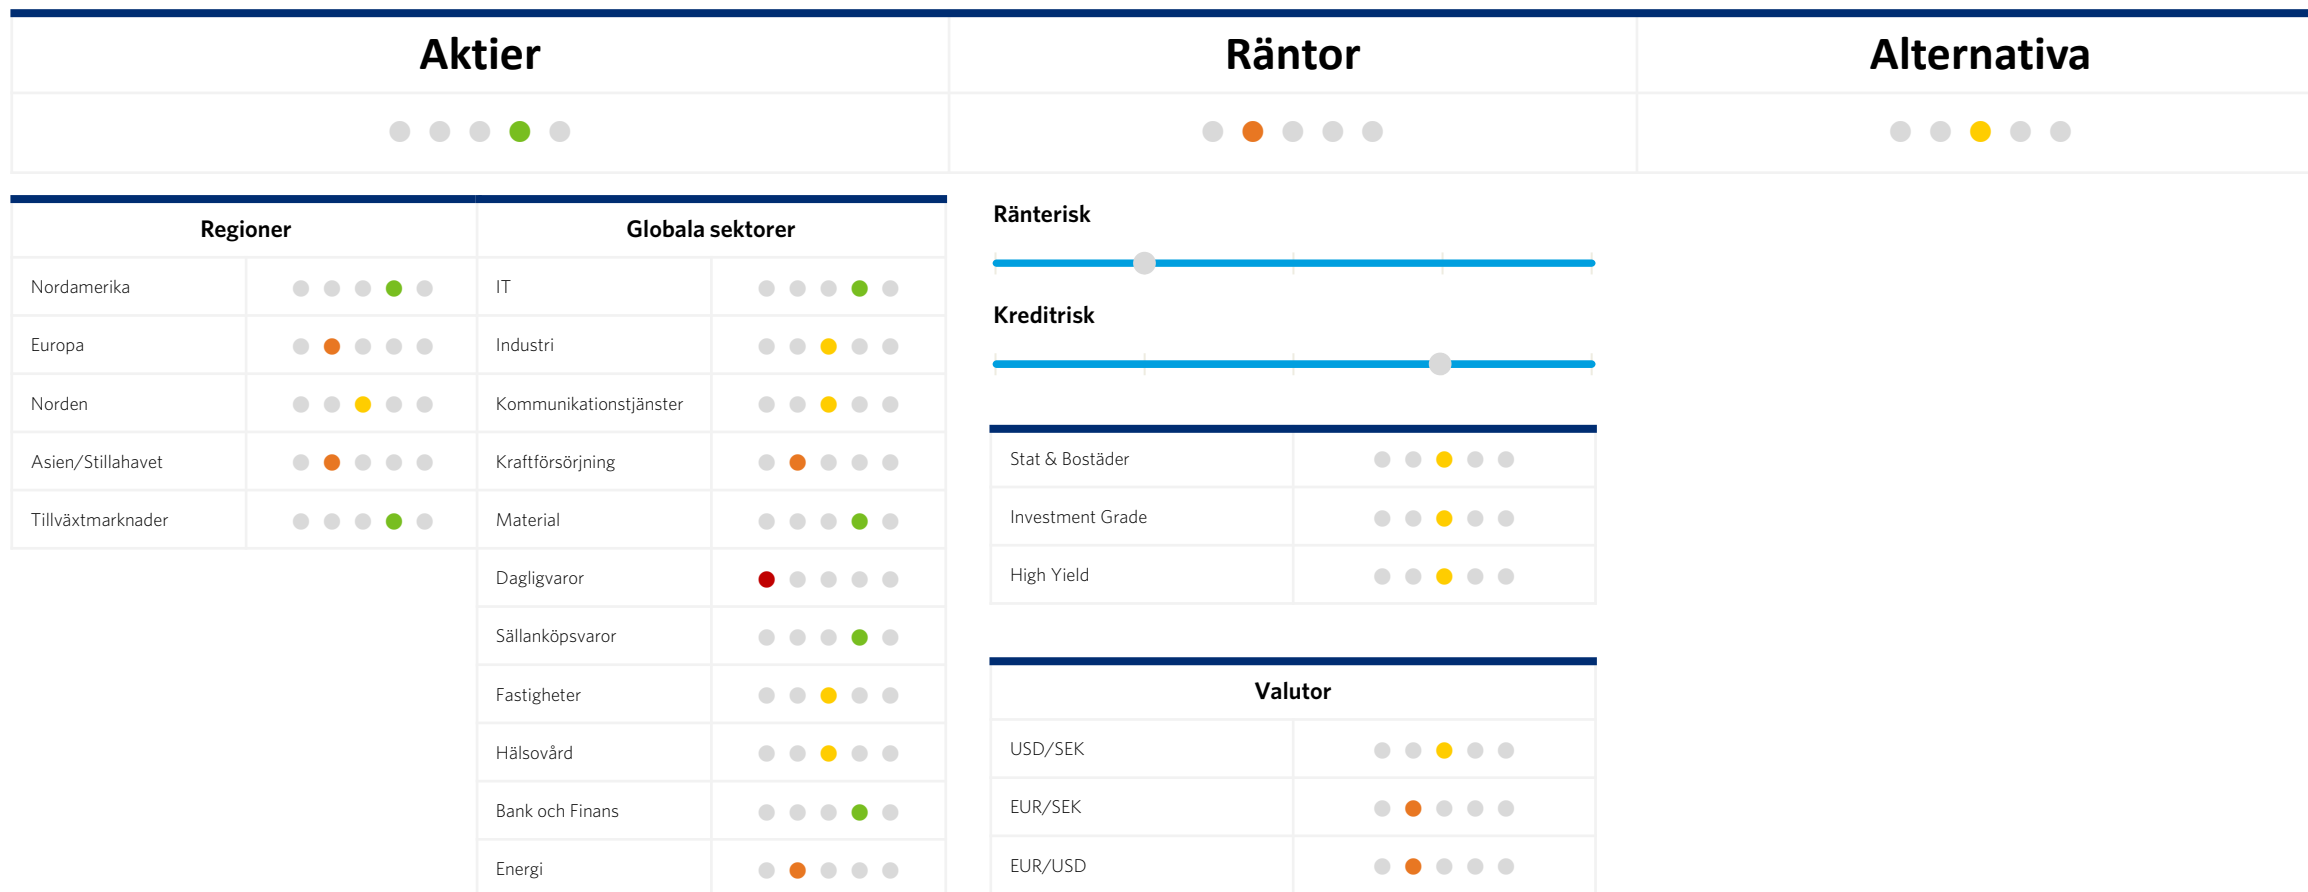 Aktier
Räntor
Alternativa
Regioner
Globala sektorer
Nordamerika
Europa
Norden
Asien/Stillahavet
Tillväxtmarknader
IT
Industri
Kommunikationstjänster
Kraftförsörjning
Material
Dagligvaror
Sällanköpsvaror
Fastigheter
Hälsovård
Bank och Finans
Energi
Ränterisk
Kreditrisk
Stat & Bostäder
Investment Grade
High Yield
Valutor
USD/SEK
EUR/SEK
EUR/USD